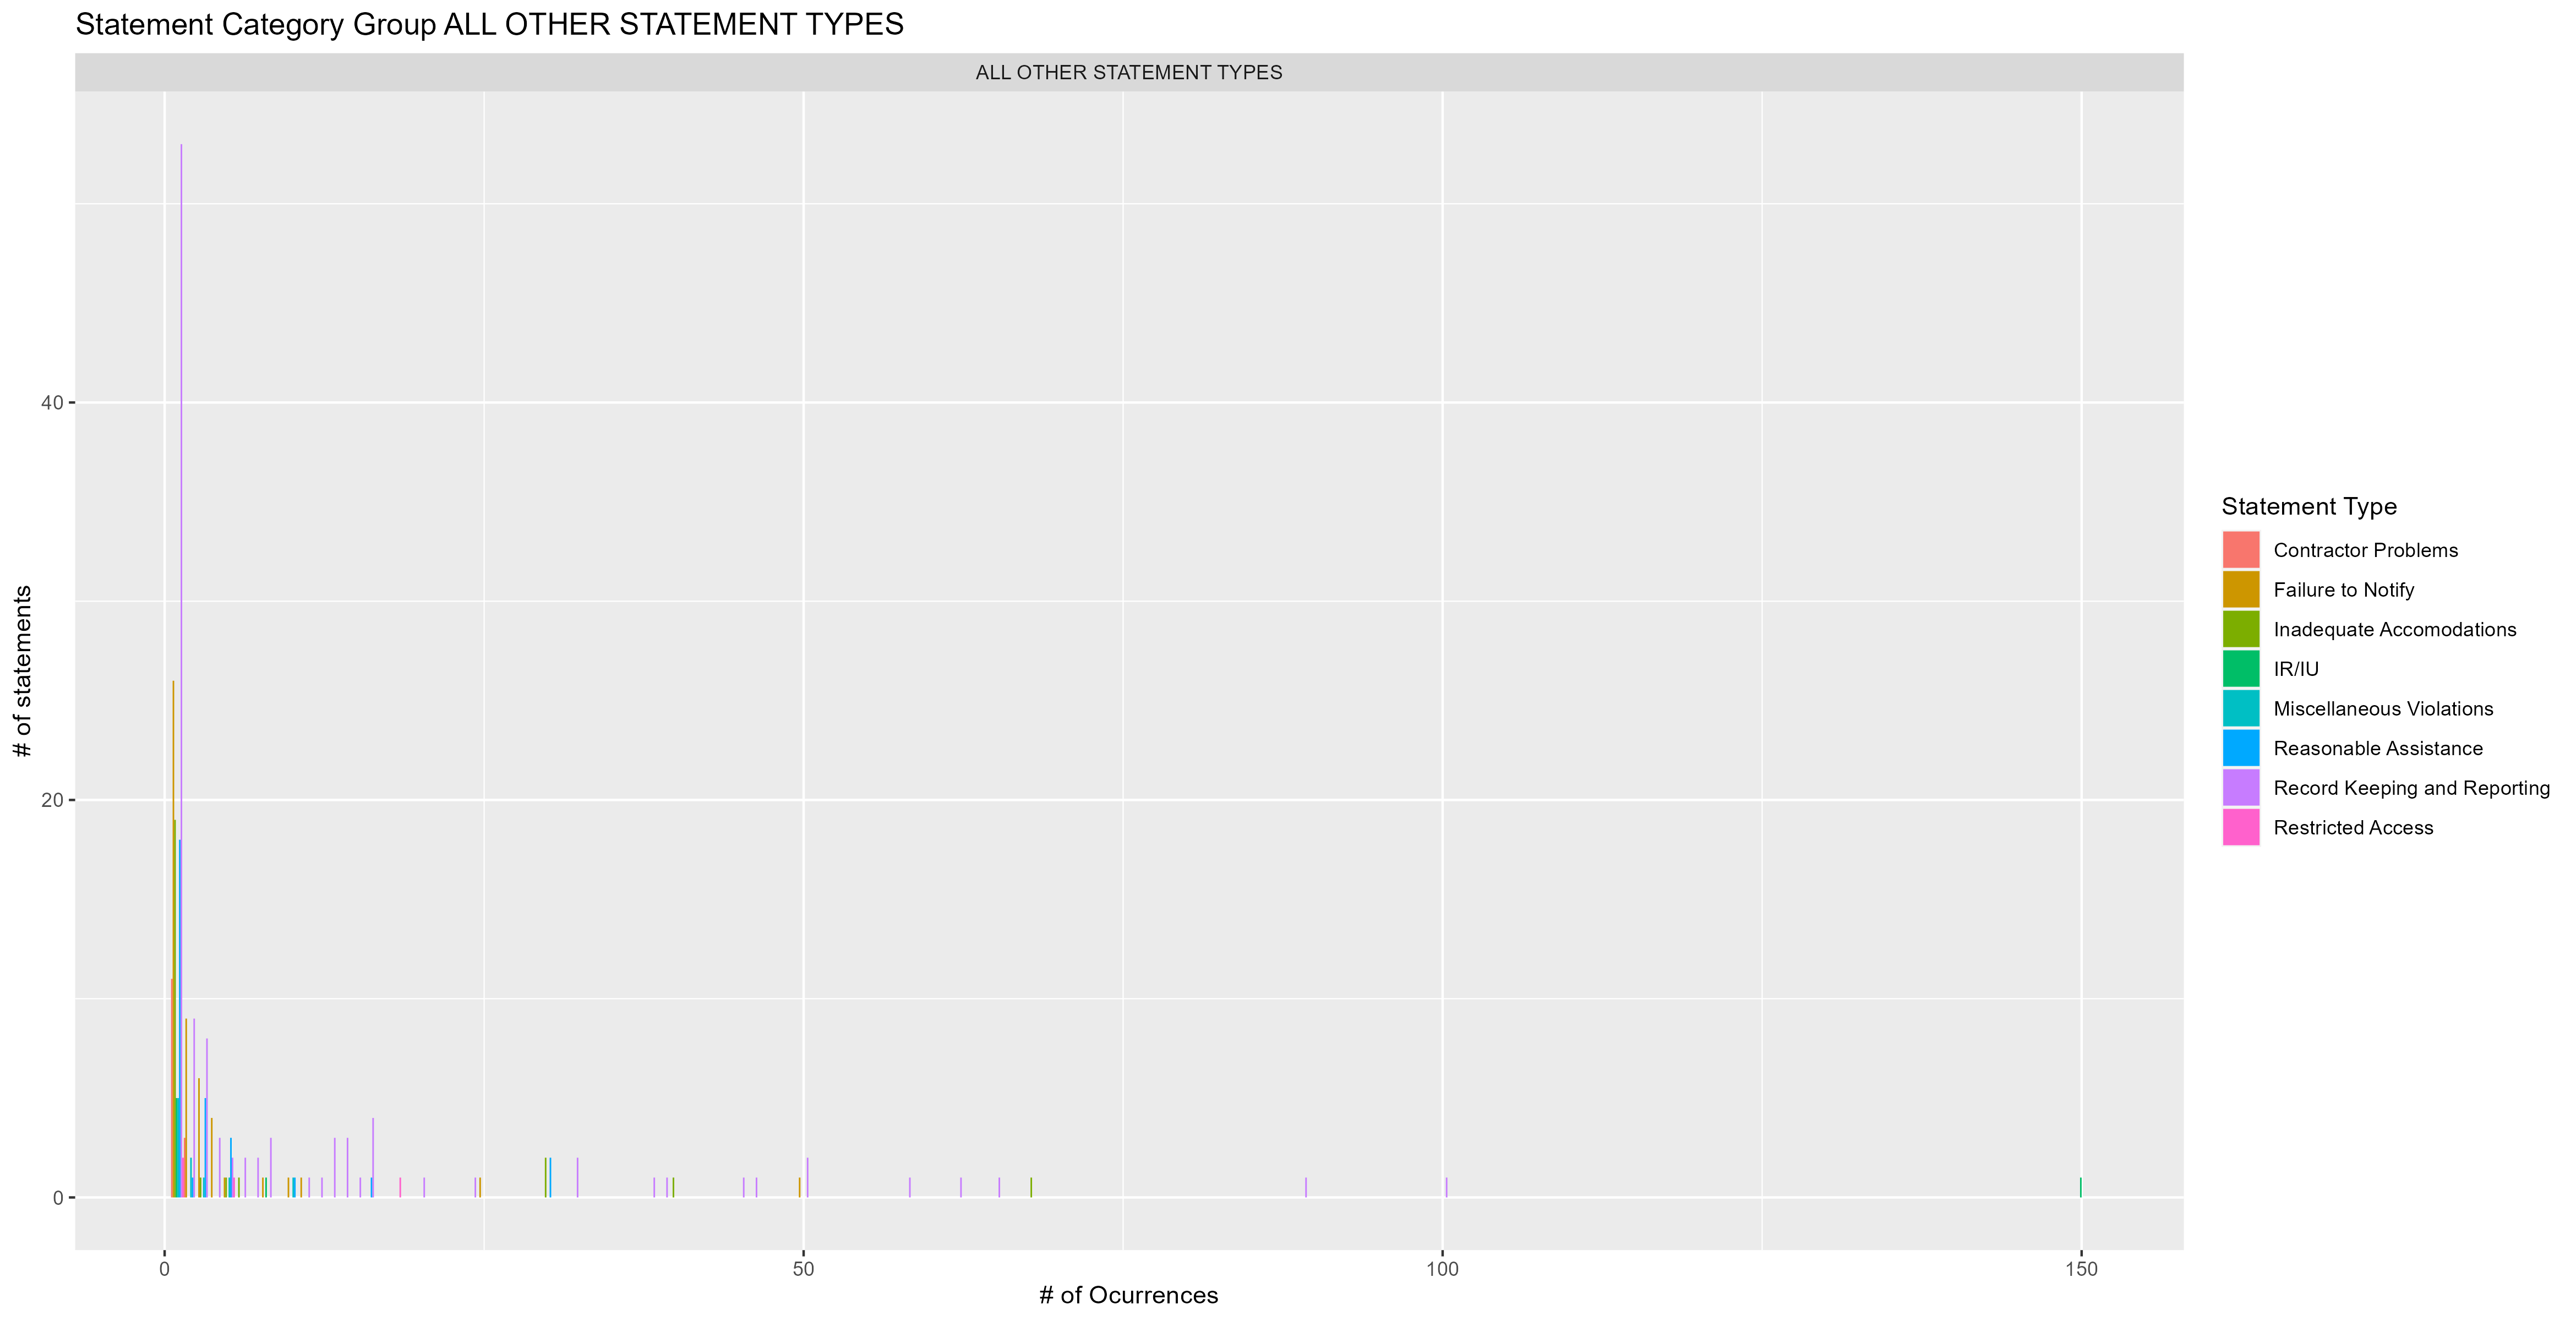 Statement Category Group ALL OTHER STATEMENT TYPES
ALL OTHER STATEMENT TYPES
# of statements
40
20
0
0
50
100
150
# of Ocurrences
Statement Type
Contractor Problems
Failure to Notify
Inadequate Accomodations
IR/IU
Miscellaneous Violations
Reasonable Assistance
Record Keeping and Reporting
Restricted Access